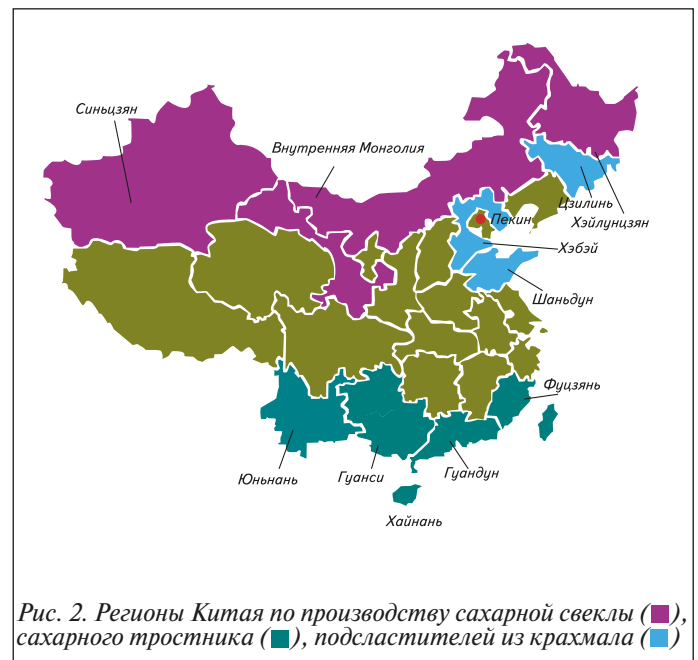 Синьцзян
Внутренняя Монголия
Цзилинь
Хэйлунцзян
Пекин
Хэбэй
Шаньдун
Фуцзянь
Юньнань
Гуанси
Гуандун
Хайнань
Рис. 2. Регионы Китая по производству сахарной свеклы (■),
сахарного тростника (■), подсластителей из крахмала (■)